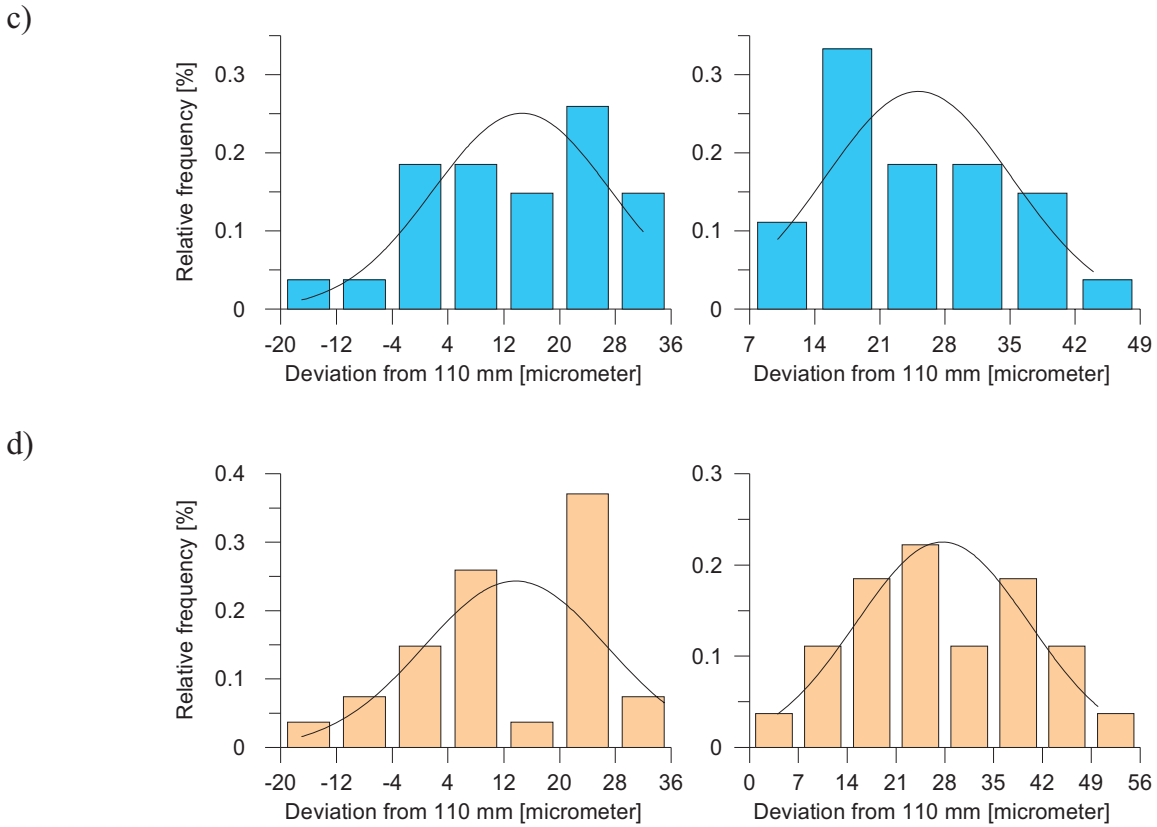 c)
0.3
0.2
0.1
0
Relative frequency [%]
-20 -12 -4 4 12 20 28 36
Deviation from 110 mm [micrometer]
0.3
0.2
0.1
0
7 14 21 28 35 42 49
Deviation from 110 mm [micrometer]
d)
0.4
0.3
0.2
0.1
0
Relative frequency [%]
-20 -12 -4 4 12 20 28 36
Deviation from 110 mm [micrometer]
0.3
0.2
0.1
0
0 7 14 21 28 35 42 49 56
Deviation from 110 mm [micrometer]